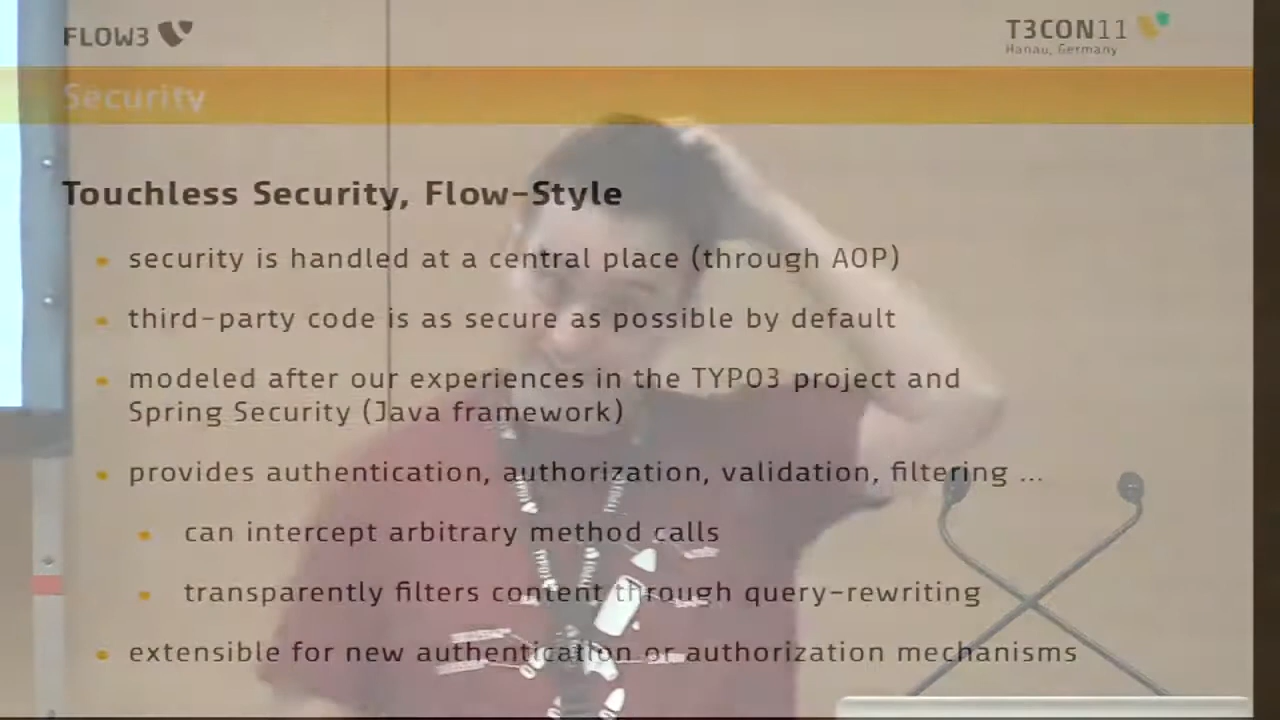 FLOW3
T3CON11
Hanau, Germany
Security
Touchless Security, Flow-Style
security is handled at a central place (through AOP)
third-party code is as secure as possible by default
modeled after our experiences in the TYPO3 project and
Spring Security (Java framework)
provides authentication, authorization, validation, filtering ...
can intercept arbitrary method calls
transparently filters content through query-rewriting
extensible for new authentication or authorization mechanisms